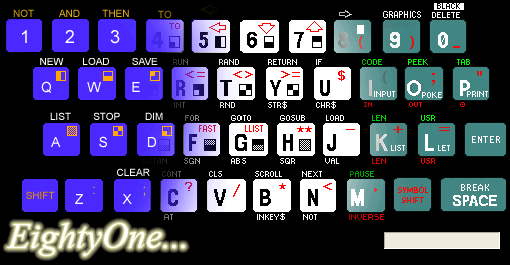 NOT AND THEN TO GRAPHICS BLACK
DELETE
1 2 3 4 5 6 7 8 ( 9 ) 0 _
TO
NEW LOAD SAVE RUN RAND RETURN IF CODE PEEK TAB
Q W E R <= T <> Y >= U $ I ( INPUT O ; POKE P " PRINT
INT RND STR$ CHR$ IN OUT
LIST STOP DIM FOR GOTO GOSUB LOAD LEN USR
A S D F FAST G LLIST H ** J - K + LIST L = LET ENTER
TAN SGN ABS SQR VAL LEN USR
CLEAR CONT CLS SCROLL NEXT PAUSE
SHIFT Z : X ; C ? V / B * N < M . SYMBOL SHIFT BREAK SPACE
AT INKEY$ NOT INVERSE
EightyOne...